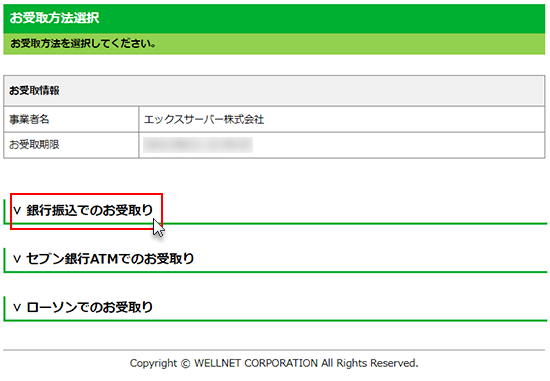 お受取方法選択
お受取方法を選択してください。
お受取情報
事業者名 エックスサーバー株式会社
お受取期限
∨ 銀行振込でのお受取り
∨ セブン銀行ATMでのお受取り
∨ ローソンでのお受取り
Copyright © WELLNET CORPORATION All Rights Reserved.